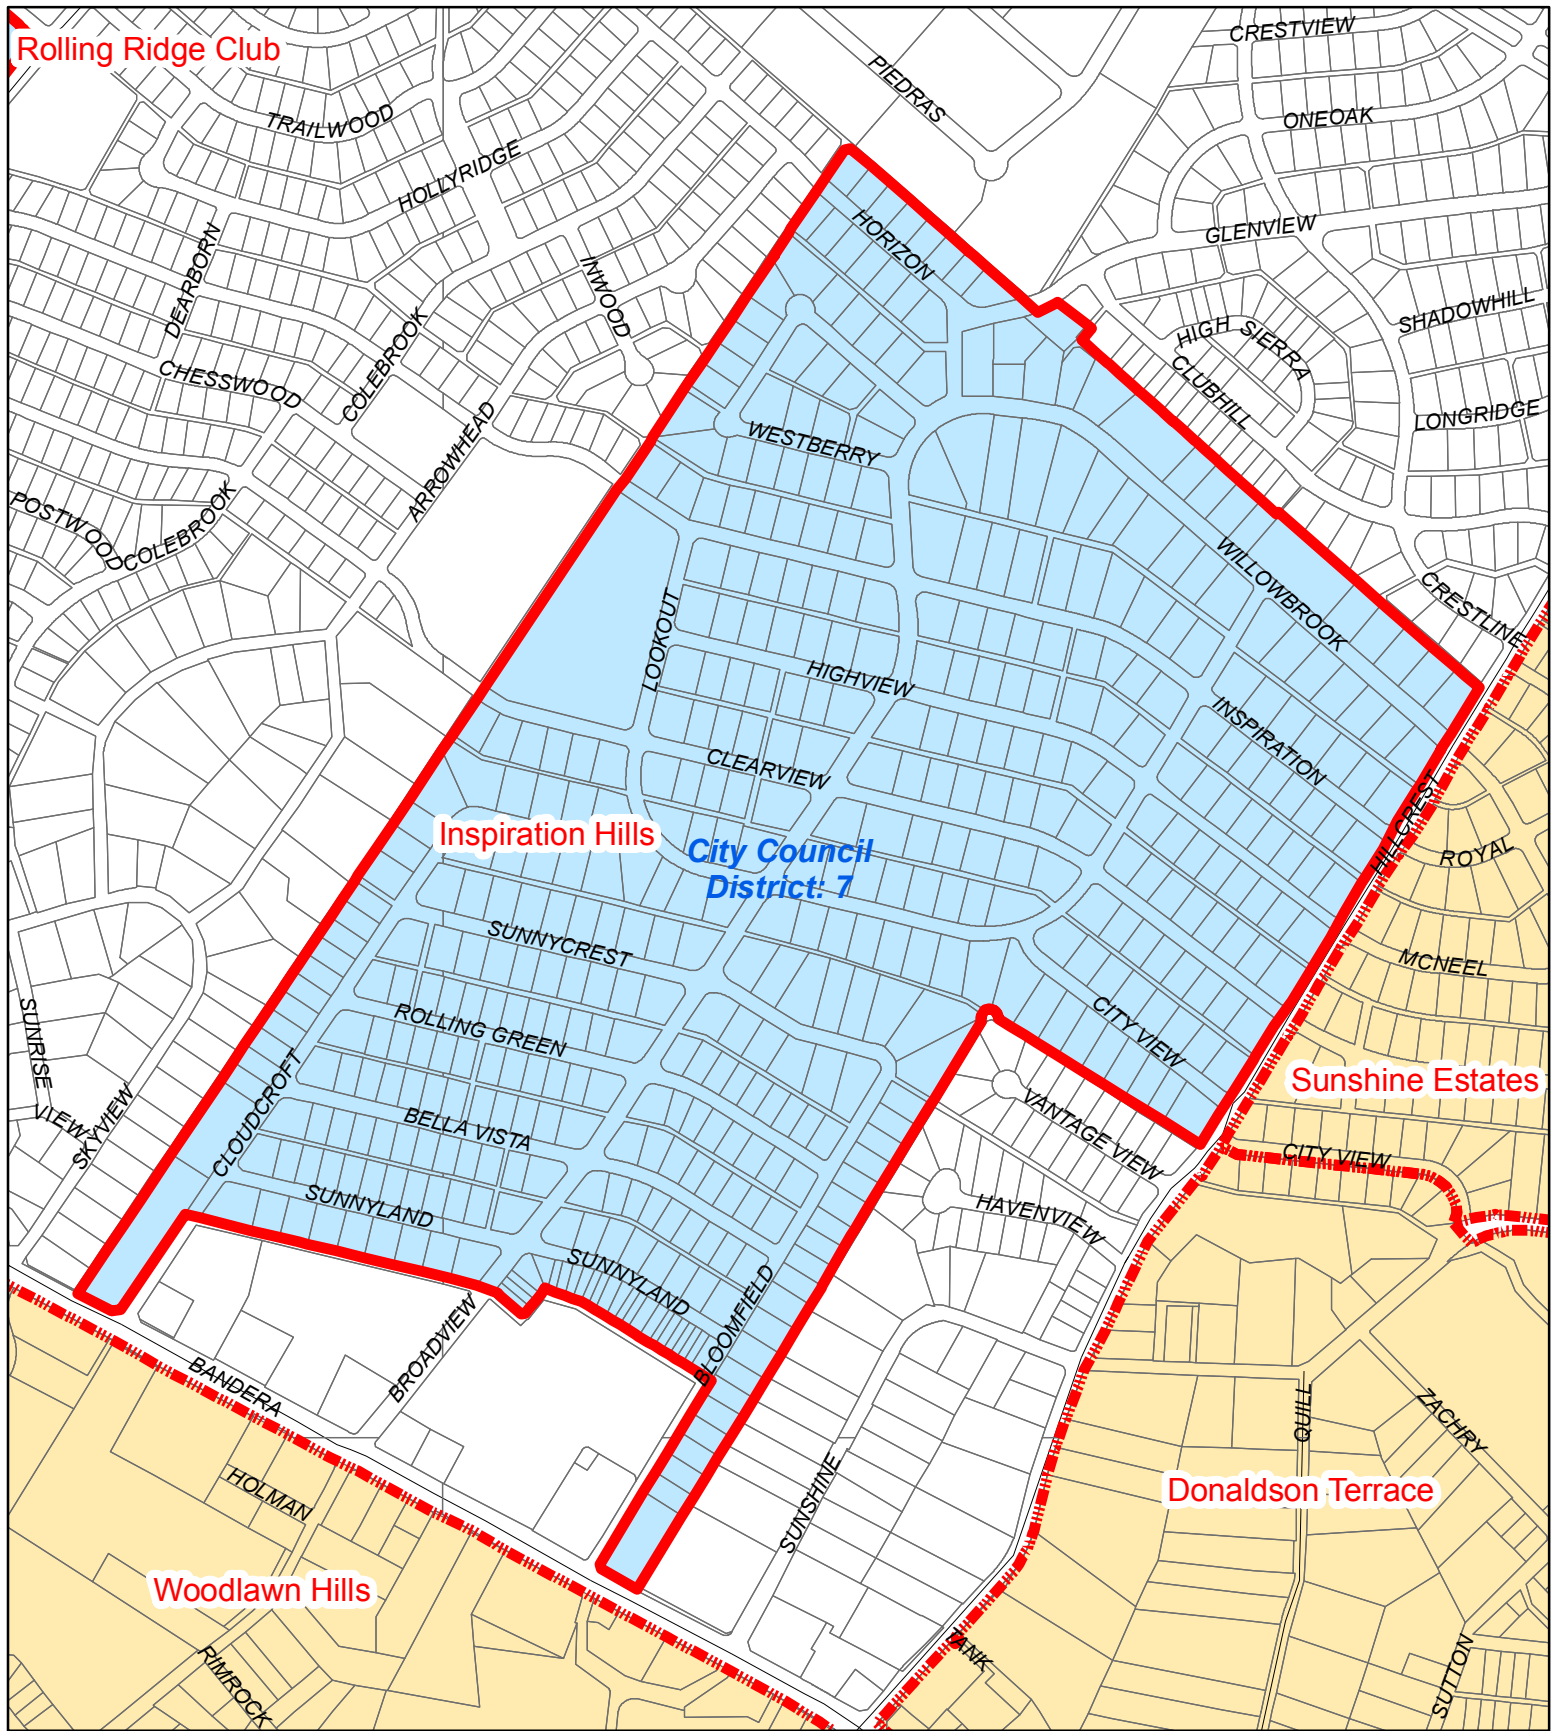 Rolling Ridge Club
CRESTVIEW
PIEDRAS
TRAILWOOD
ONEOAK
HOLLYRIDGE
HORIZON
GLENVIEW
DEARBORN
INWOOD
SHADOWHILL
HIGH SIERRA
COLEBROOK
CHESSWOOD
CLUBHILL
LONGRIDGE
ARROWHEAD
WESTBERRY
POSTWOOD
COLEBROOK
WILLOWBROOK
CRESTLINE
LOOKOUT
HIGHVIEW
INSPIRATION
CLEARVIEW
HILLCREST
Inspiration Hills
City Council
District: 7
ROYAL
SUNNYCREST
MCNEEL
SUNRISE
VIEW
ROLLING GREEN
CITY VIEW
Sunshine Estates
CLOUDCROFT
SKYVIEW
BELLA VISTA
VANTAGE VIEW
CITY VIEW
SUNNYLAND
HAVENVIEW
SUNNYLAND
BLOOMFIELD
BROADVIEW
BANDERA
QUILL
ZACHRY
HOLMAN
SUNSHINE
Donaldson Terrace
Woodlawn Hills
RIMROCK
TANK
SUTTON